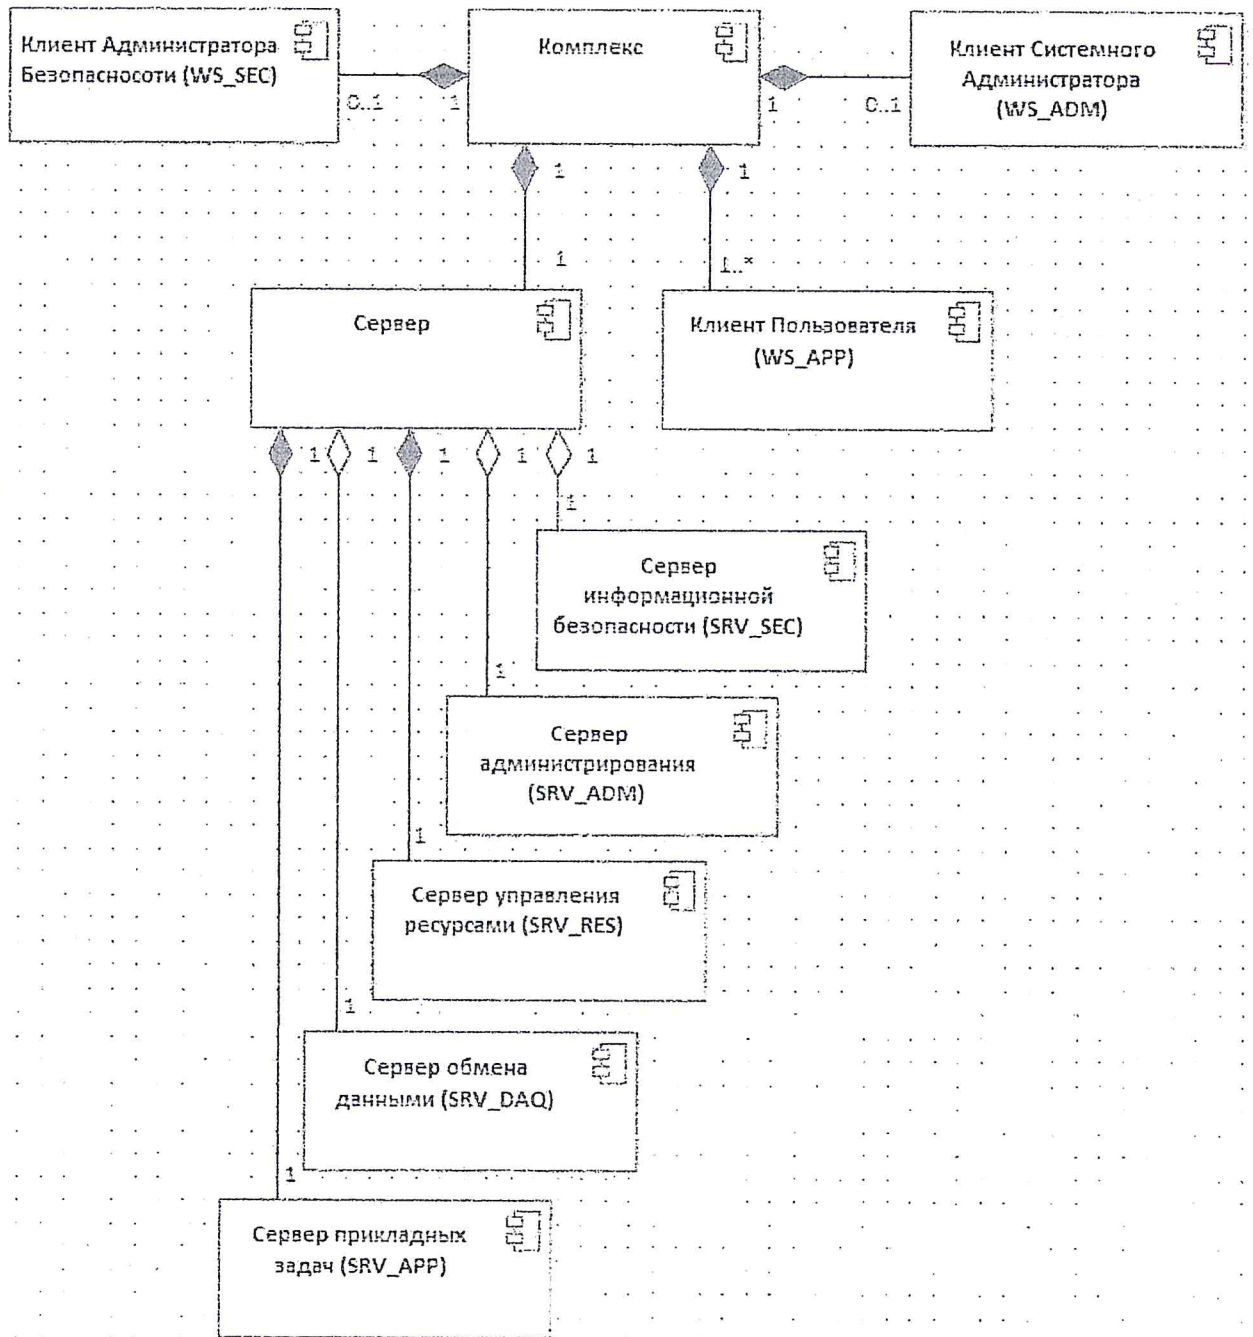 Клиент Администратора
Безопасносоти (WS_SEC)
Комплекс
Клиент Системного
Администратора
(WS_ADM)
0..1
1
1
0..1
1
1
1
1..*
Сервер
Клиент Пользователя
(WS_APP)
1
1
1
1
1
1
Сервер
информационной
безопасности (SRV_SEC)
1
Сервер
администрирования
(SRV_ADM)
1
Сервер управления
ресурсами (SRV_RES)
1
Сервер обмена
данными (SRV_DAQ)
1
Сервер прикладных
задач (SRV_APP)